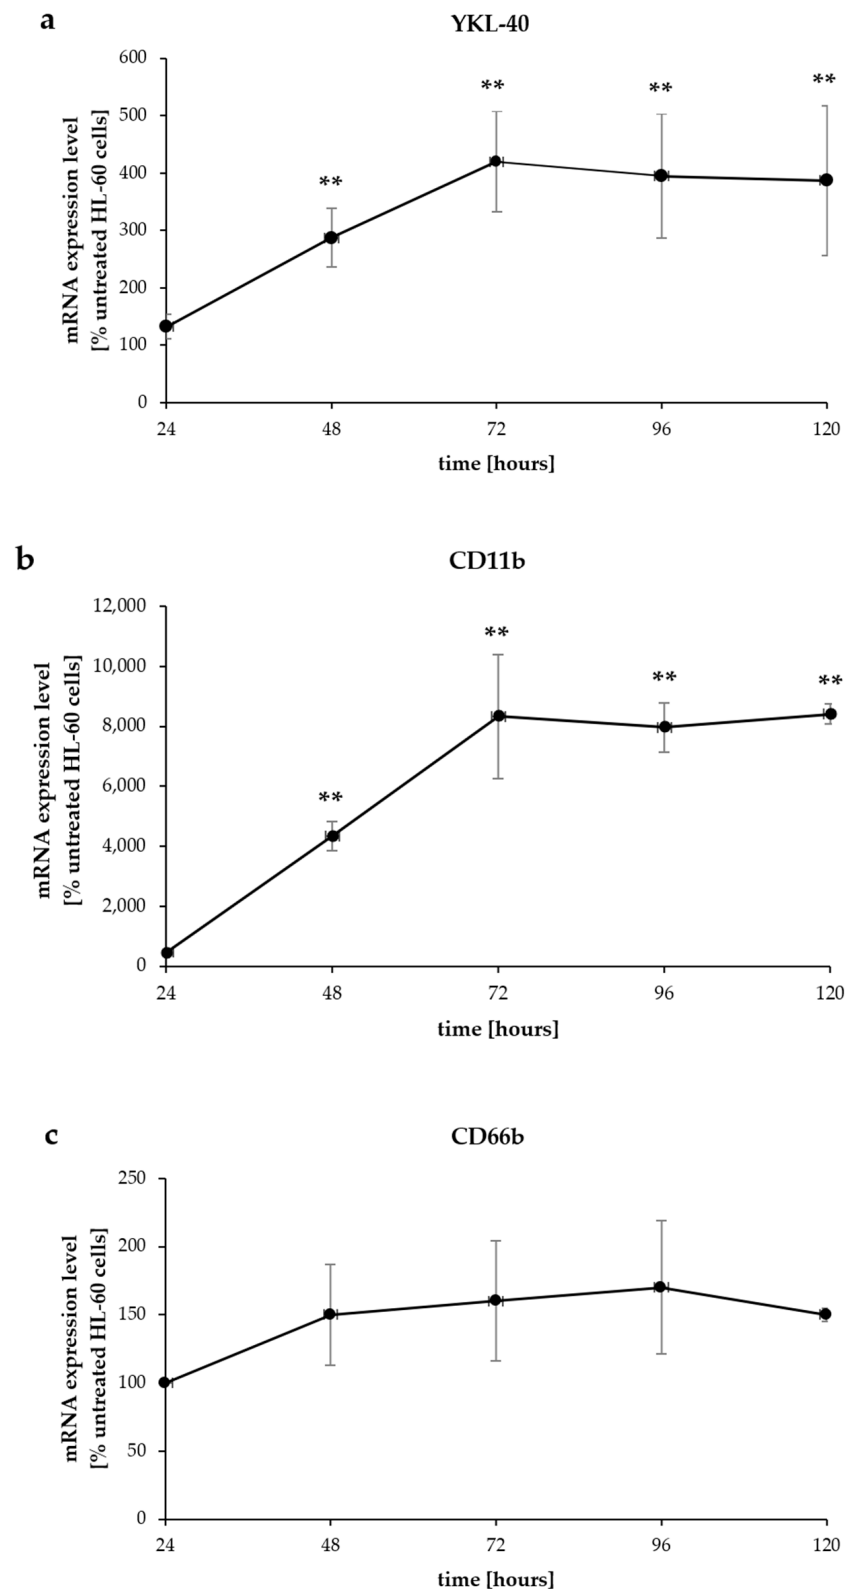 a
YKL-40
mRNA expression level
[% untreated HL-60 cells]
600
500
400
300
200
100
0
**
**
**
**
24 48 72 96 120
time [hours]
b
CD11b
mRNA expression level
[% untreated HL-60 cells]
12,000
10,000
8,000
6,000
4,000
2,000
0
**
**
**
**
24 48 72 96 120
time [hours]
c
CD66b
mRNA expression level
[% untreated HL-60 cells]
250
200
150
100
50
0
24 48 72 96 120
time [hours]